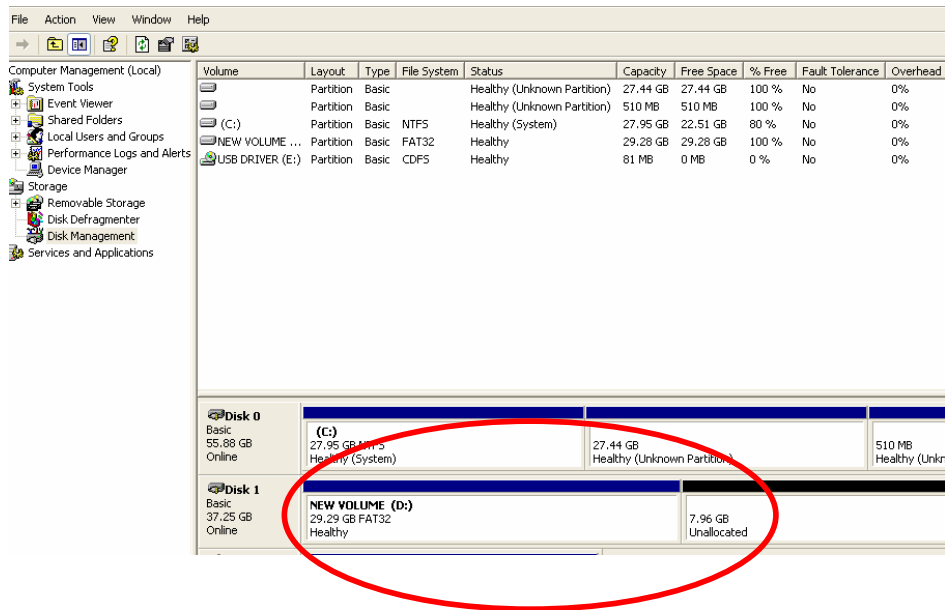 File Action View Window Help
Computer Management (Local)
System Tools
Event Viewer
Shared Folders
Local Users and Groups
Performance Logs and Alerts
Device Manager
Storage
Removable Storage
Disk Defragmenter
Disk Management
Services and Applications
Volume Layout Type File System Status Capacity Free Space % Free Fault Tolerance Overhead
Partition Basic Healthy (Unknown Partition) 27.44 GB 27.44 GB 100 % No 0%
Partition Basic Healthy (Unknown Partition) 510 MB 510 MB 100 % No 0%
(C:) Partition Basic NTFS Healthy (System) 27.95 GB 22.51 GB 80 % No 0%
NEW VOLUME ... Partition Basic FAT32 Healthy 29.28 GB 29.28 GB 100 % No 0%
USB DRIVER (E:) Partition Basic CDFS Healthy 81 MB 0 MB 0 % No 0%
Disk 0
Basic
55.88 GB
Online
(C:)
27.95 GB NTFS
Healthy (System)
27.44 GB
Healthy (Unknown Partition)
510 MB
Healthy (Unkn
Disk 1
Basic
37.25 GB
Online
NEW VOLUME (D:)
29.29 GB FAT32
Healthy
7.96 GB
Unallocated